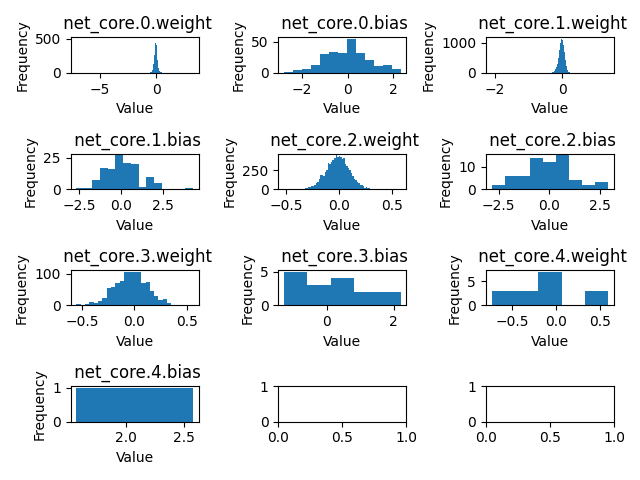 net_core.0.weight
net_core.0.bias
net_core.1.weight
Frequency
500
0
−5
0
Value
Frequency
50
0
−2
0
2
Value
Frequency
1000
0
−2
0
Value
net_core.1.bias
net_core.2.weight
net_core.2.bias
Frequency
25
0
−2.5
0.0
2.5
Value
Frequency
250
0
−0.5
0.0
0.5
Value
Frequency
10
0
−2.5
0.0
2.5
Value
net_core.3.weight
net_core.3.bias
net_core.4.weight
Frequency
100
0
−0.5
0.0
0.5
Value
Frequency
5
0
0
2
Value
Frequency
5
0
−0.5
0.0
0.5
Value
net_core.4.bias
Frequency
1
0
2.0
2.5
Value
1
0
0.0
0.5
1.0
1
0
0.0
0.5
1.0